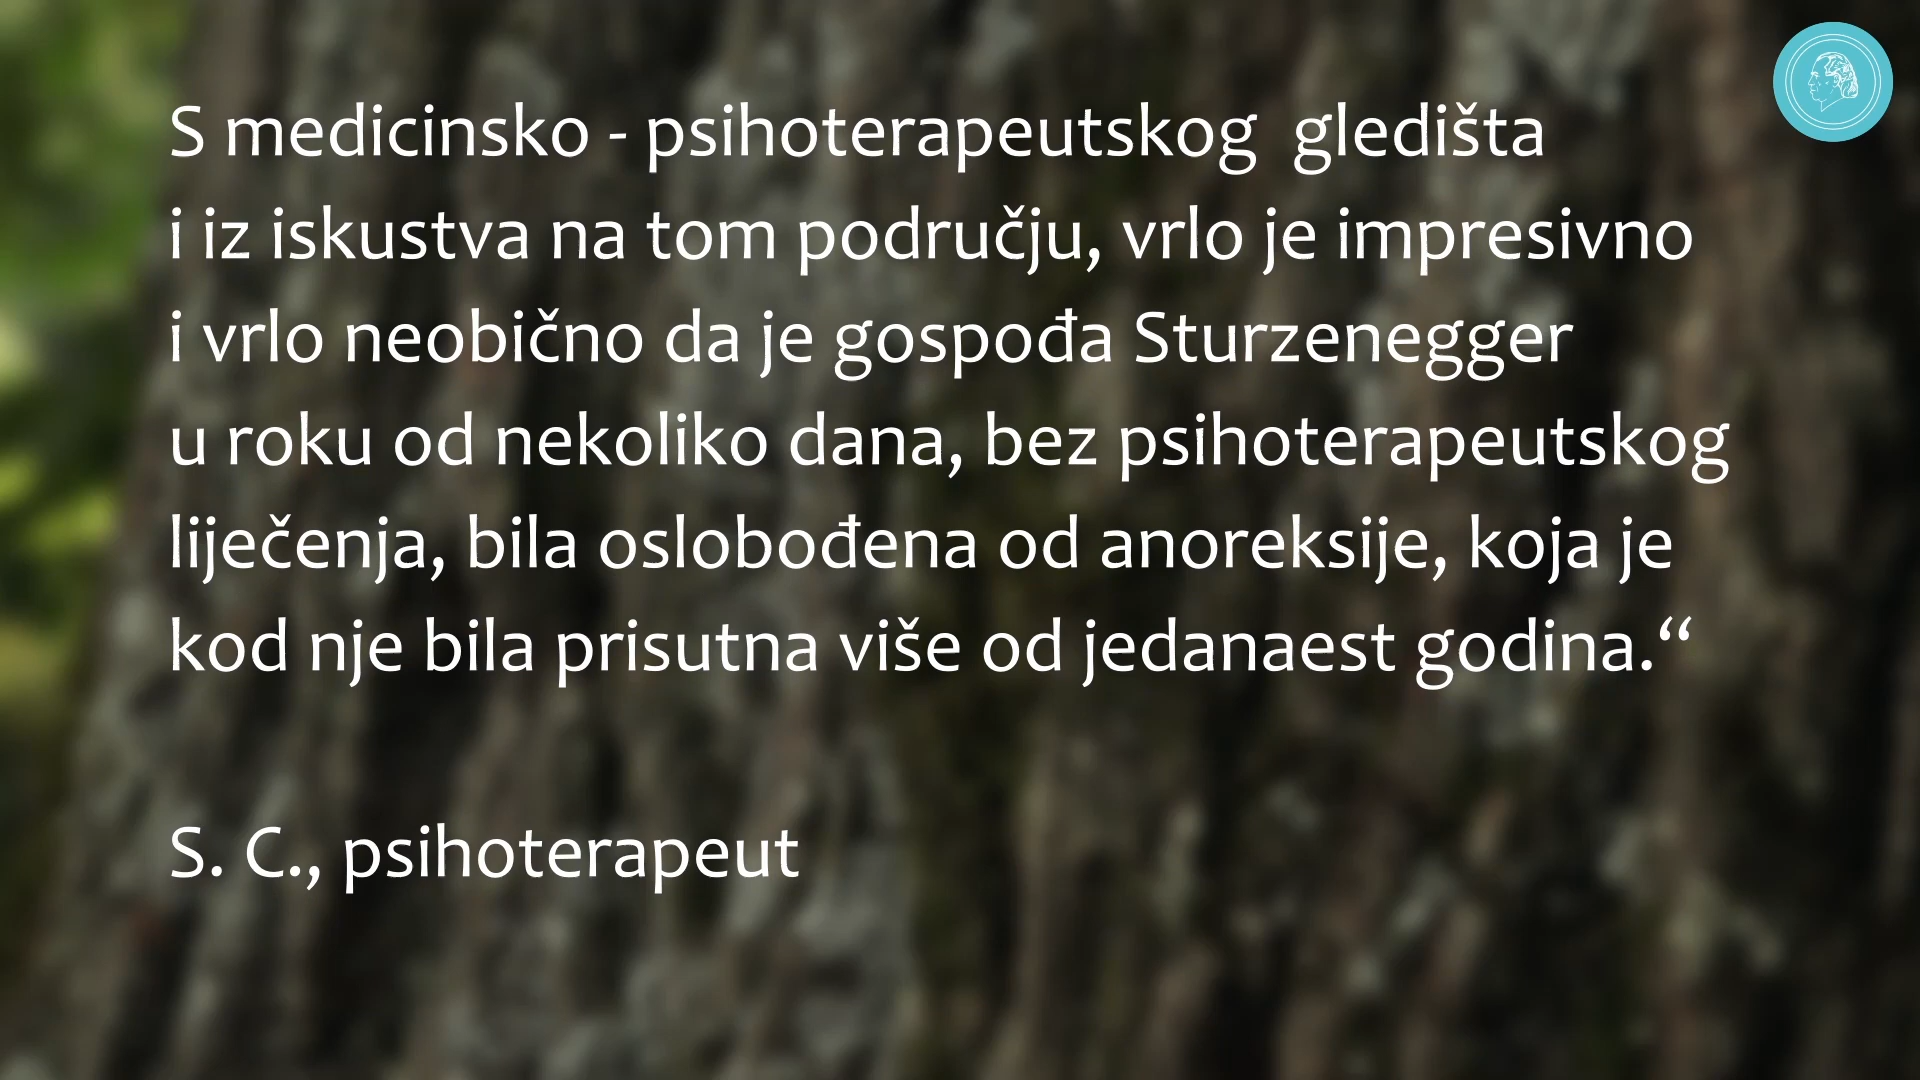 S medicinsko - psihoterapeutskog  gledišta
i iz iskustva na tom području, vrlo je impresivno
i vrlo neobično da je gospođa Sturzenegger
u roku od nekoliko dana, bez psihoterapeutskog
liječenja, bila oslobođena od anoreksije, koja je
kod nje bila prisutna više od jedanaest godina.“
S. C., psihoterapeut